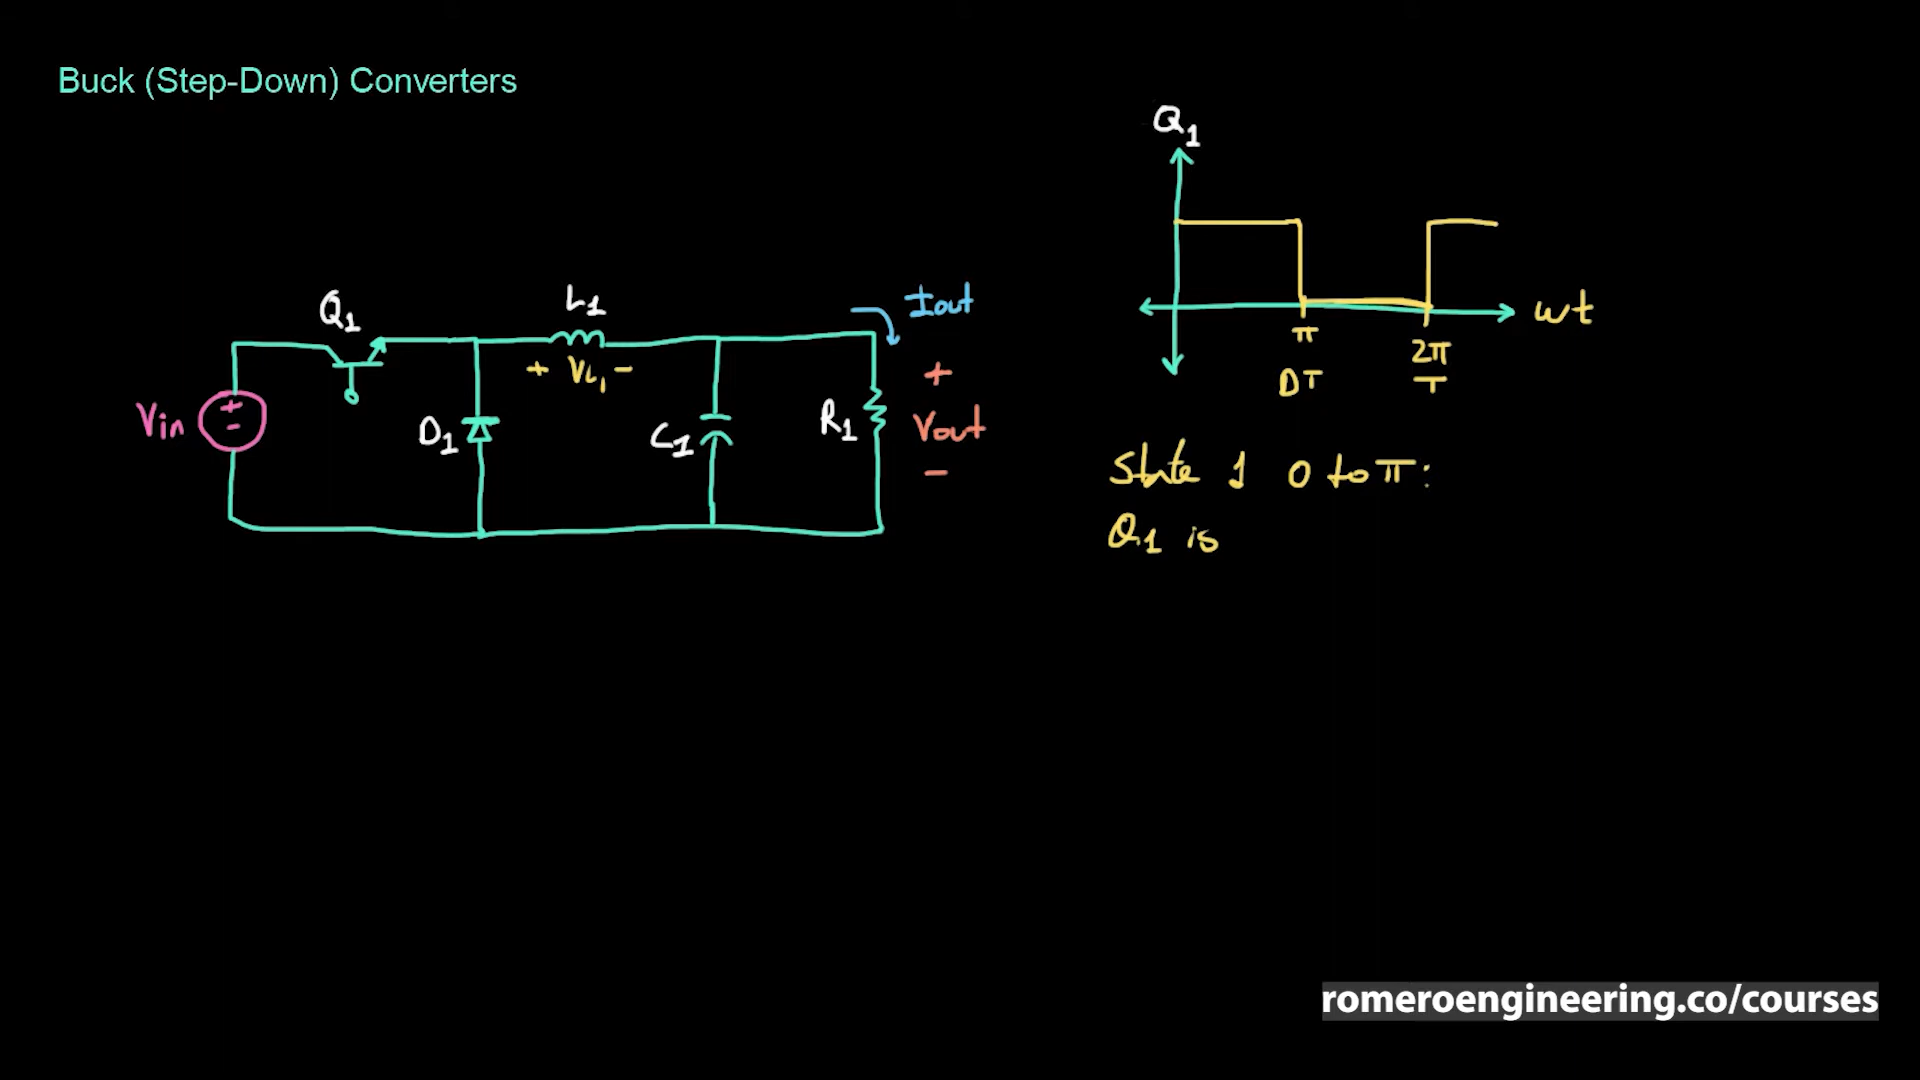 Buck (Step-Down) Converters
Q1
Q1
L1
Iout
+ VL1 -
ωt
π
2π
DT
T
+
Vin
+
-
D1
C1
R1
Vout
-
State 1 0 to π:
Q1 is
romeroengineering.co/courses